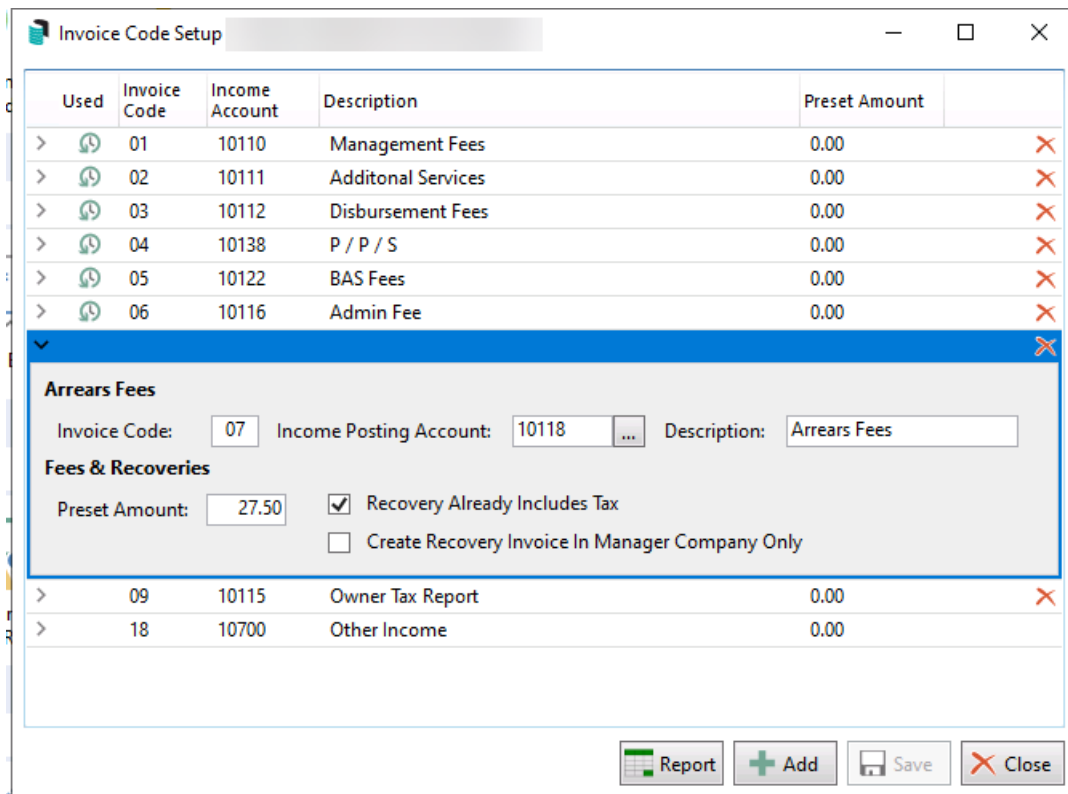 Invoice Code Setup
Used Invoice Code Income Account Description Preset Amount
01 10110 Management Fees 0.00
02 10111 Additonal Services 0.00
03 10112 Disbursement Fees 0.00
04 10138 P / P / S 0.00
05 10122 BAS Fees 0.00
06 10116 Admin Fee 0.00
Arrears Fees
Invoice Code: 07 Income Posting Account: 10118 ... Description: Arrears Fees
Fees & Recoveries
Preset Amount: 27.50 Recovery Already Includes Tax
Create Recovery Invoice In Manager Company Only
09 10115 Owner Tax Report 0.00
18 10700 Other Income 0.00
Report Add Save Close